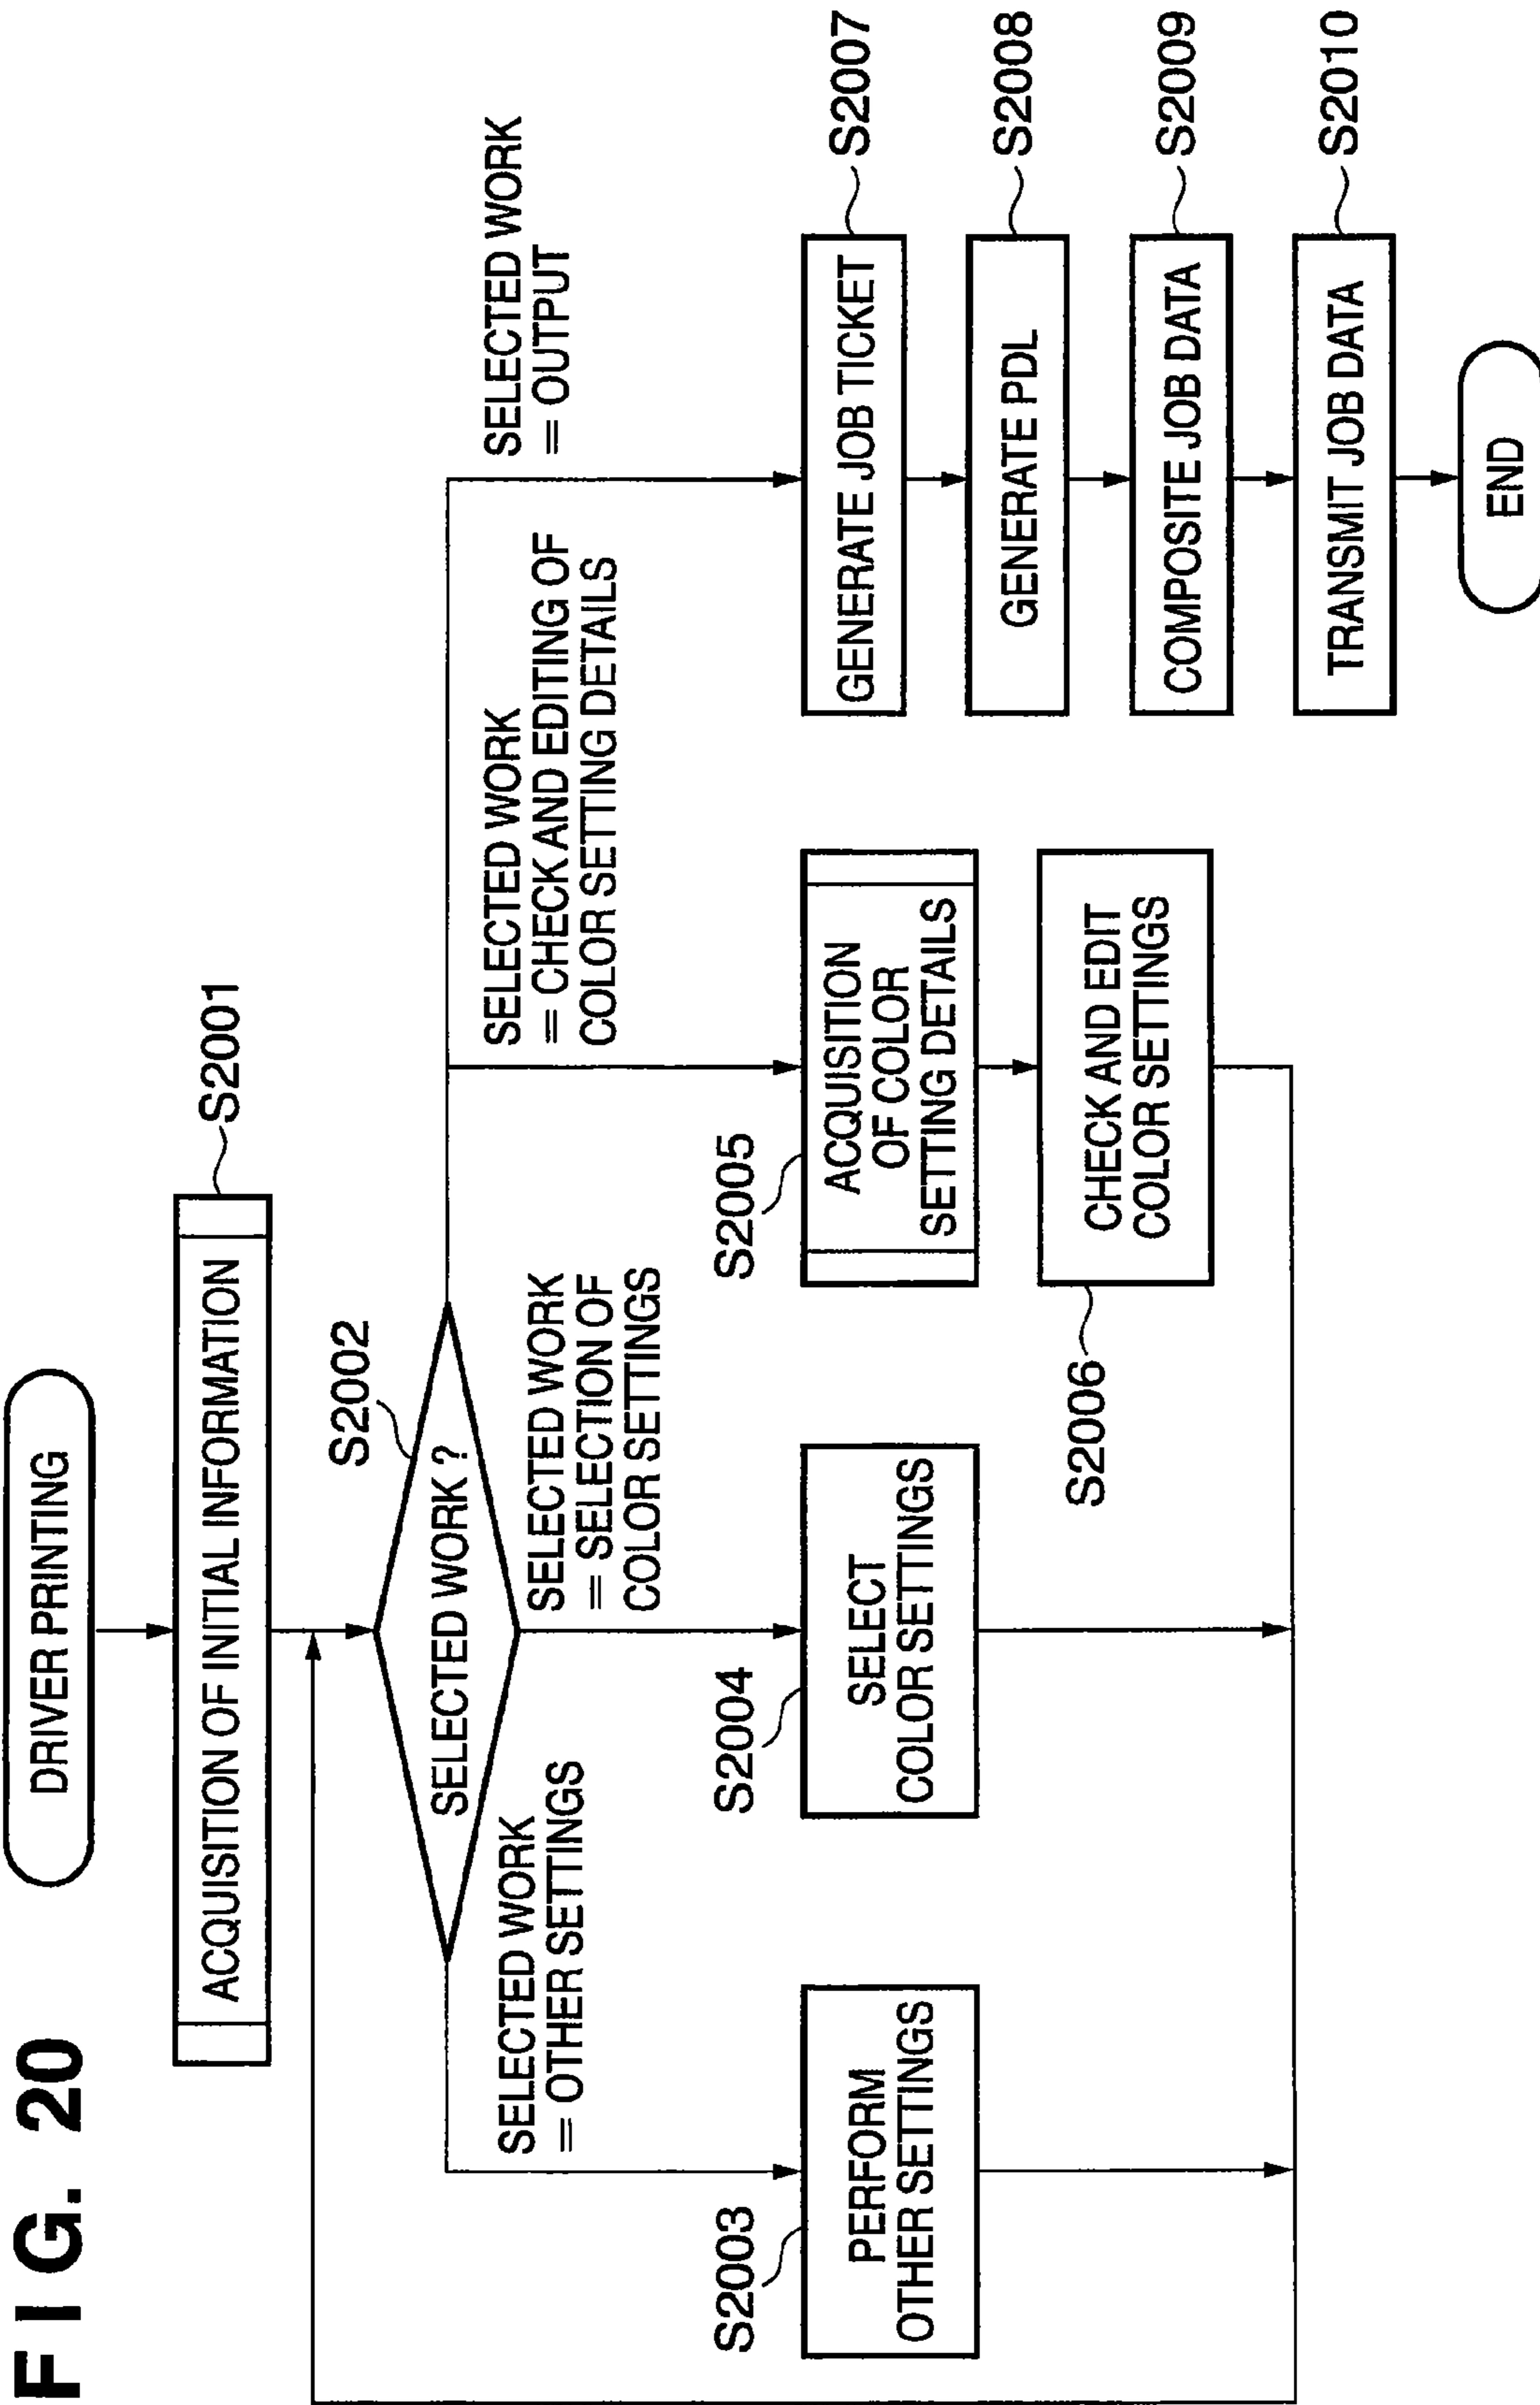 FIG. 20
DRIVER PRINTING
ACQUISITION OF INITIAL INFORMATION
S2001
SELECTED WORK ?
S2002
SELECTED WORK
= OTHER SETTINGS
SELECTED WORK
= SELECTION OF
COLOR SETTINGS
SELECTED WORK
= CHECK AND EDITING OF
COLOR SETTING DETAILS
SELECTED WORK
= OUTPUT
S2003
PERFORM
OTHER SETTINGS
S2004
SELECT
COLOR SETTINGS
S2005
ACQUISITION
OF COLOR
SETTING DETAILS
S2006
CHECK AND EDIT
COLOR SETTINGS
GENERATE JOB TICKET
S2007
GENERATE PDL
S2008
COMPOSITE JOB DATA
S2009
TRANSMIT JOB DATA
S2010
END